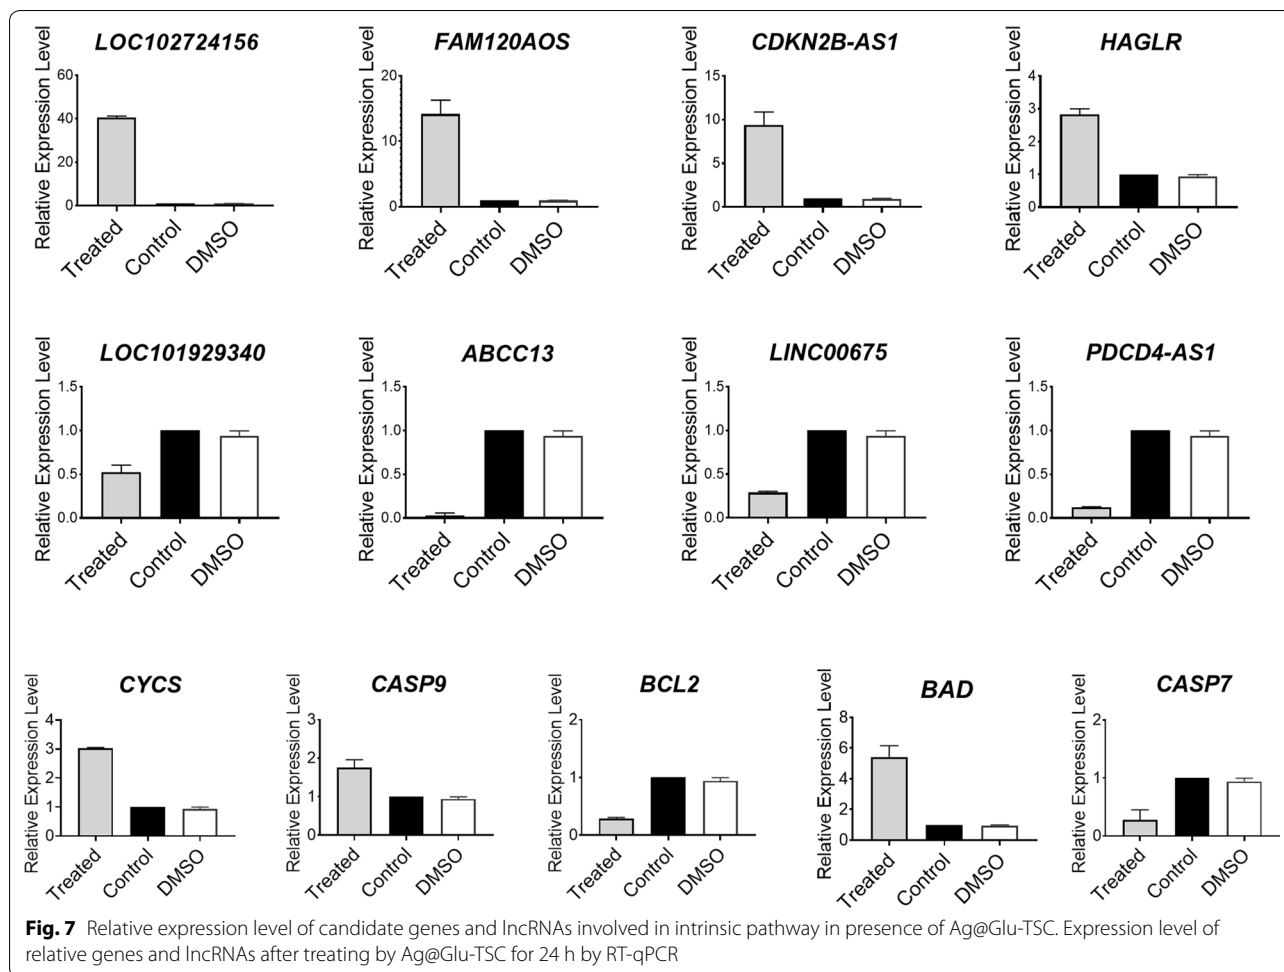 LOC102724156
Relative Expression Level
60
40
20
0
Treated
Control
DMSO
FAM120AOS
Relative Expression Level
20
10
0
Treated
Control
DMSO
CDKN2B-AS1
Relative Expression Level
15
10
5
0
Treated
Control
DMSO
HAGLR
Relative Expression Level
4
3
2
1
0
Treated
Control
DMSO
LOC101929340
Relative Expression Level
1.5
1.0
0.5
0.0
Treated
Control
DMSO
ABCC13
Relative Expression Level
1.5
1.0
0.5
0.0
Treated
Control
DMSO
LINC00675
Relative Expression Level
1.5
1.0
0.5
0.0
Treated
Control
DMSO
PDCD4-AS1
Relative Expression Level
1.5
1.0
0.5
0.0
Treated
Control
DMSO
CYCS
Relative Expression Level
4
3
2
1
0
Treated
Control
DMSO
CASP9
Relative Expression Level
3
2
1
0
Treated
Control
DMSO
BCL2
Relative Expression Level
2
1
0
Treated
Control
DMSO
BAD
Relative Expression Level
8
6
4
2
0
Treated
Control
DMSO
CASP7
Relative Expression Level
2
1
0
Treated
Control
DMSO
Fig. 7 Relative expression level of candidate genes and lncRNAs involved in intrinsic pathway in presence of Ag@Glu-TSC. Expression level of
relative genes and lncRNAs after treating by Ag@Glu-TSC for 24 h by RT-qPCR